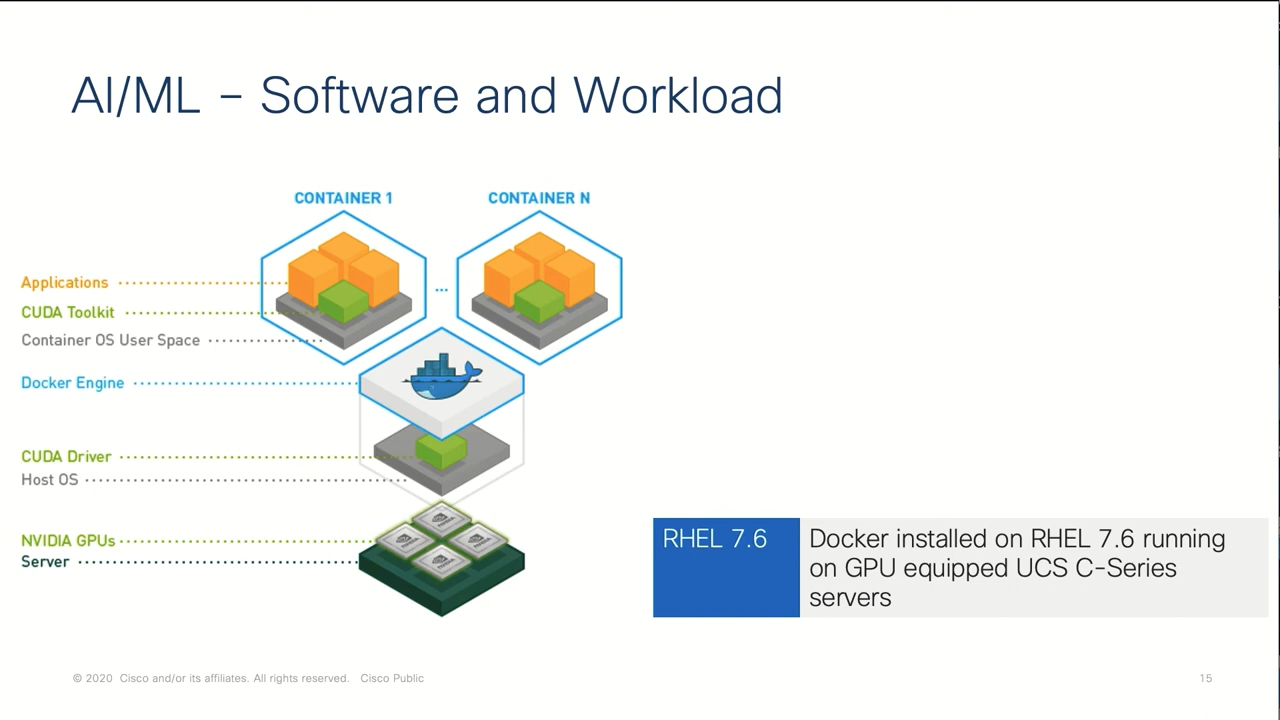 AI/ML – Software and Workload
CONTAINER 1
CONTAINER N
...
Applications
CUDA Toolkit
Container OS User Space
Docker Engine
CUDA Driver
Host OS
NVIDIA GPUs
Server
RHEL 7.6
Docker installed on RHEL 7.6 running
on GPU equipped UCS C-Series
servers
© 2020 Cisco and/or its affiliates. All rights reserved. Cisco Public
15